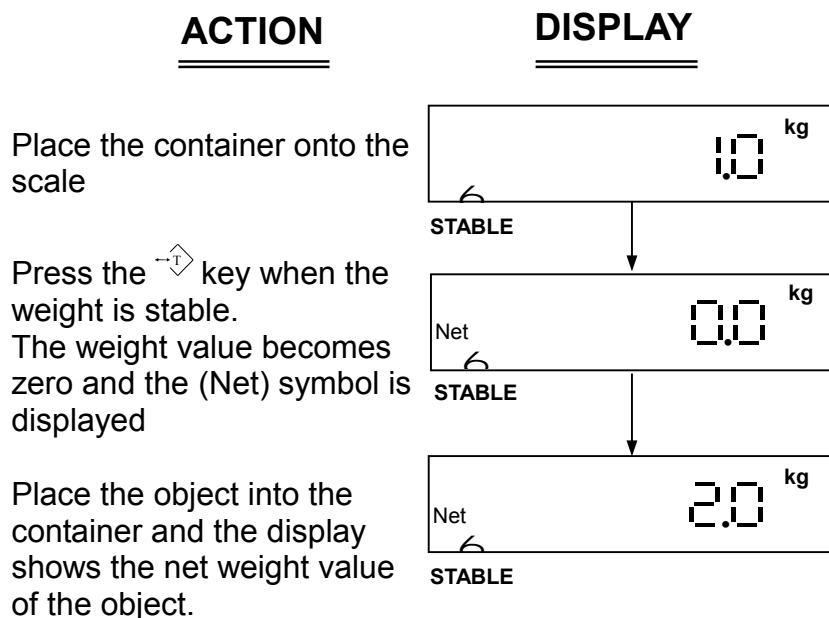 ACTION DISPLAY
Place the container onto the
scale
kg
1.0
STABLE
Press the ↔T key when the
weight is stable.
The weight value becomes
zero and the (Net) symbol is
displayed
kg
Net 0.0
STABLE
Place the object into the
container and the display
shows the net weight value
of the object.
kg
Net 2.0
STABLE